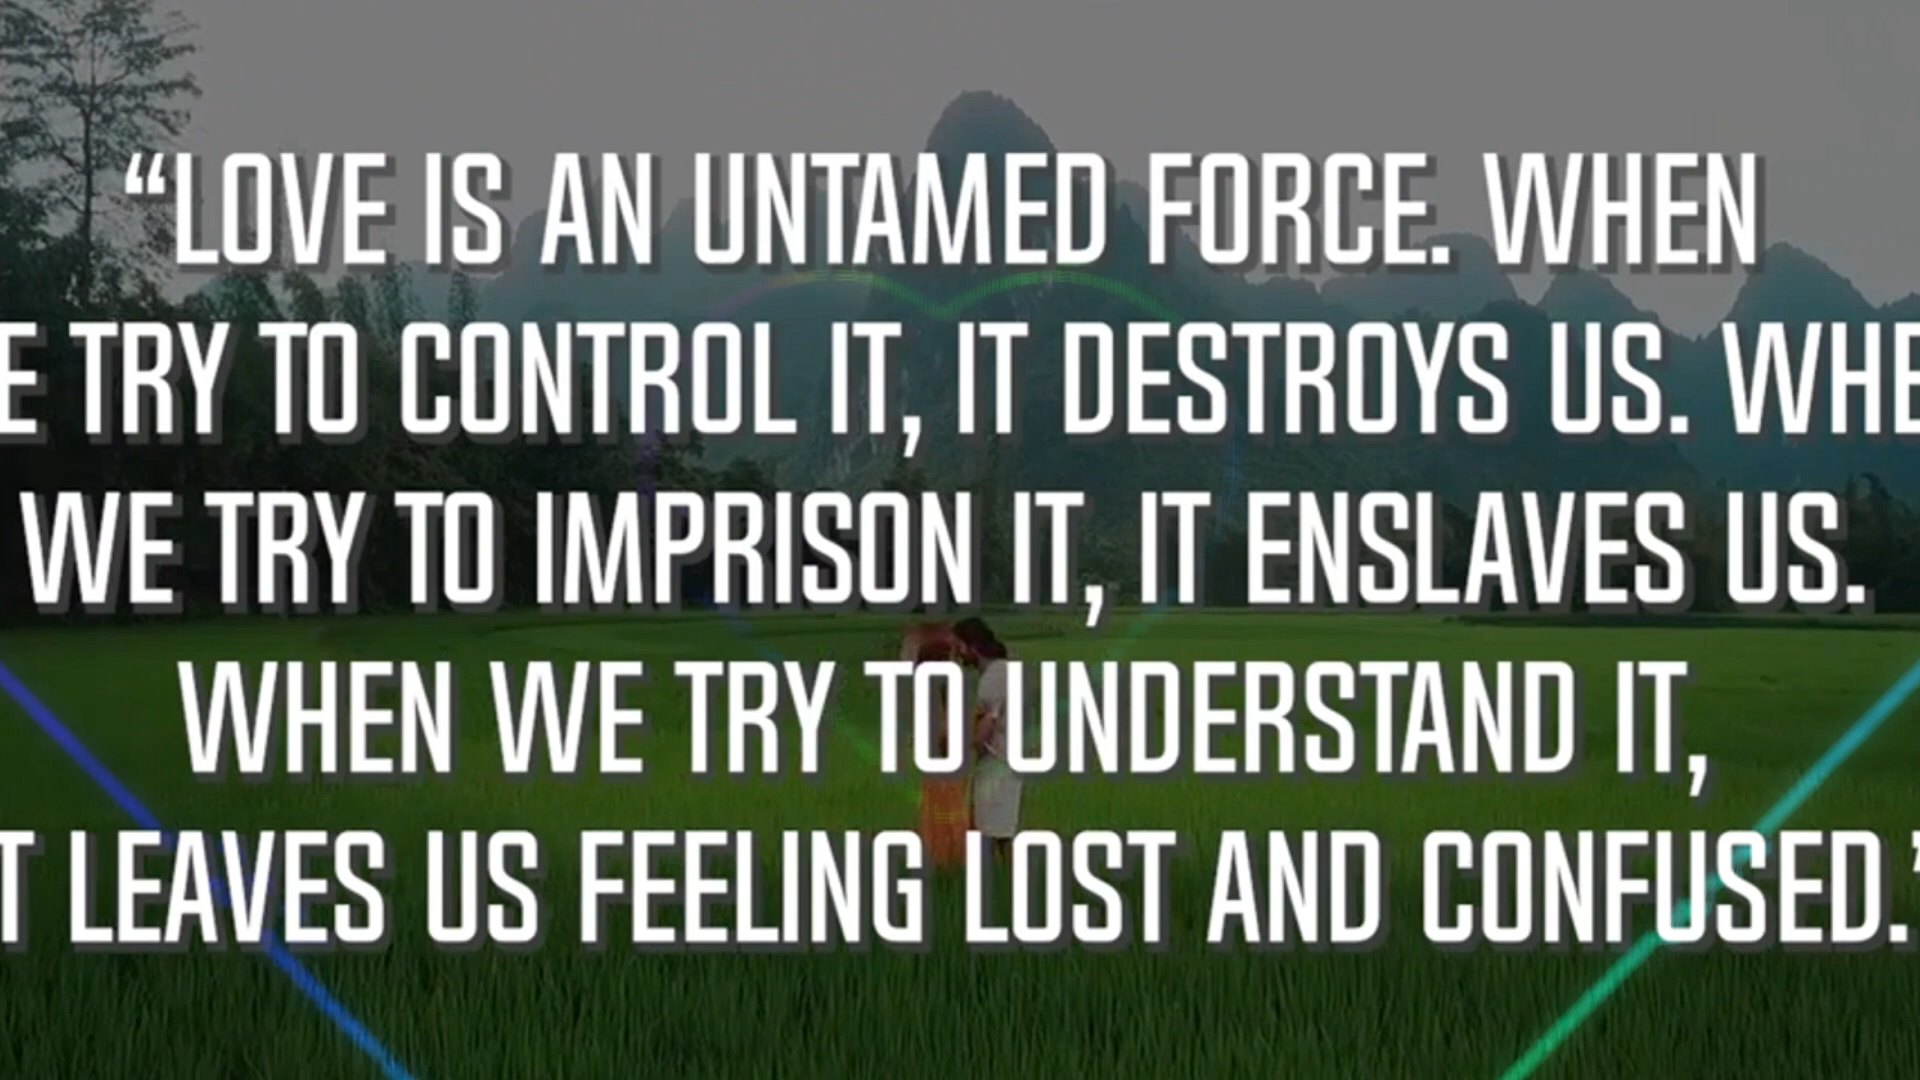 “LOVE IS AN UNTAMED FORCE. WHEN
E TRY TO CONTROL IT, IT DESTROYS US. WHE
WE TRY TO IMPRISON IT, IT ENSLAVES US.
WHEN WE TRY TO UNDERSTAND IT,
T LEAVES US FEELING LOST AND CONFUSED.”